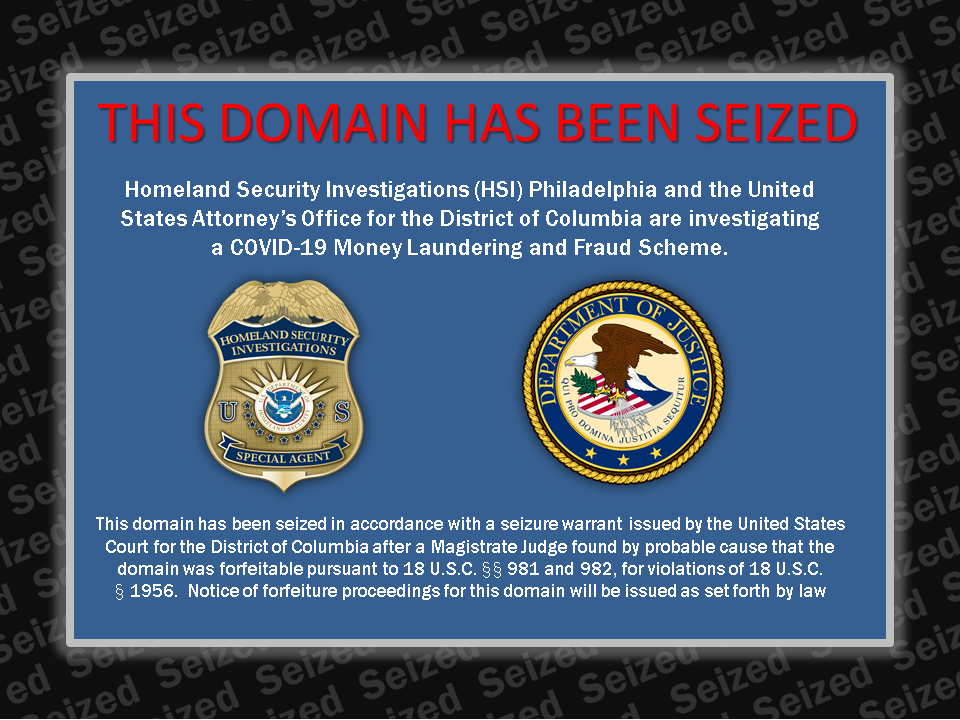 THIS DOMAIN HAS BEEN SEIZED
Homeland Security Investigations (HSI) Philadelphia and the United
States Attorney’s Office for the District of Columbia are investigating
a COVID-19 Money Laundering and Fraud Scheme.
HOMELAND SECURITY
INVESTIGATIONS
U S
SPECIAL AGENT
DEPARTMENT OF JUSTICE
QUI PRO DOMINA JUSTITIA SEQUITUR
This domain has been seized in accordance with a seizure warrant issued by the United States
Court for the District of Columbia after a Magistrate Judge found by probable cause that the
domain was forfeitable pursuant to 18 U.S.C. §§ 981 and 982, for violations of 18 U.S.C.
§ 1956. Notice of forfeiture proceedings for this domain will be issued as set forth by law
Seized